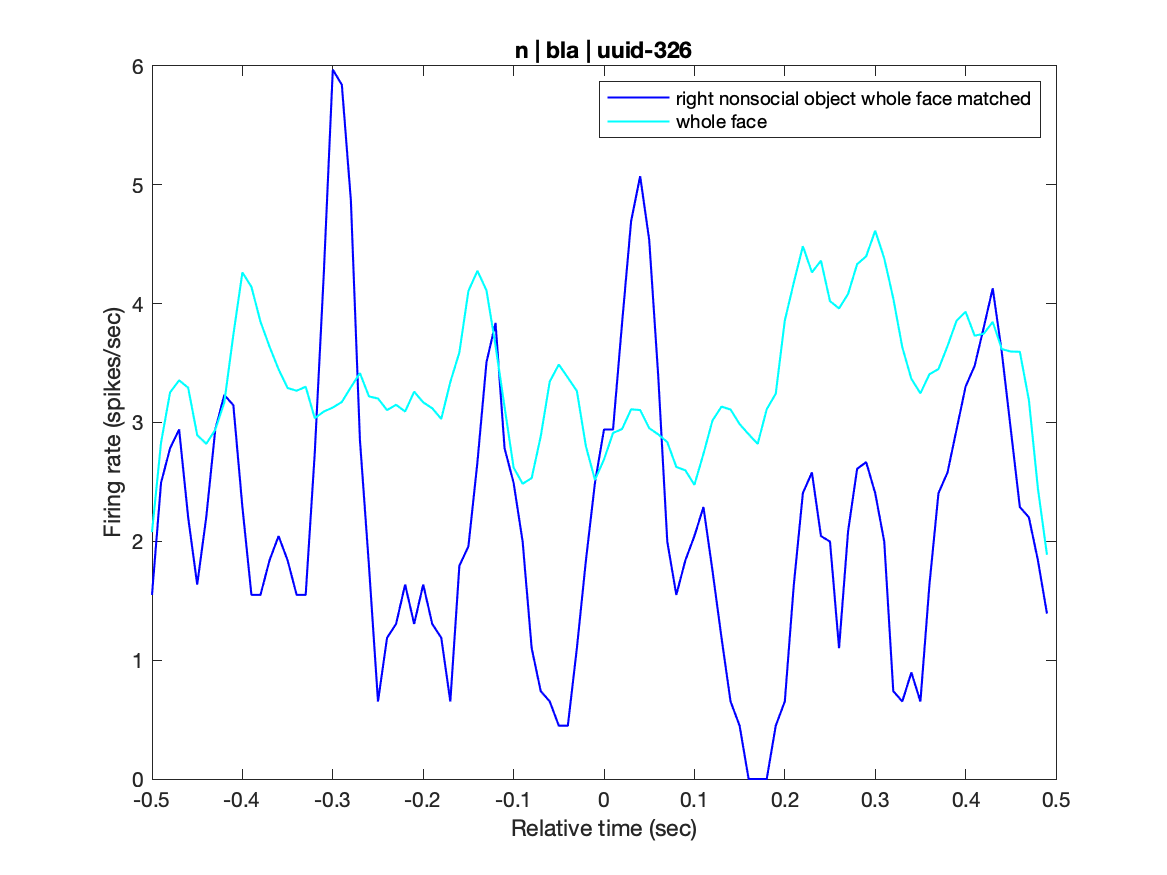 n | bla | uuid-326
right nonsocial object whole face matched
whole face
Firing rate (spikes/sec)
6
5
4
3
2
1
0
-0.5 -0.4 -0.3 -0.2 -0.1 0 0.1 0.2 0.3 0.4 0.5
Relative time (sec)